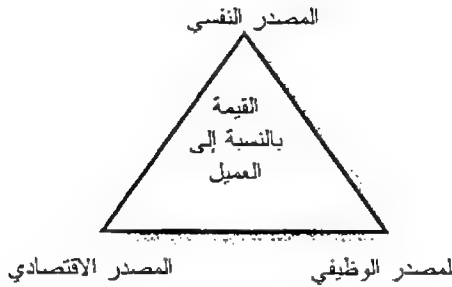 المصدر النفسي
القيمة
بالنسبة إلى
العميل
لمصدر الوظيفي
المصدر الاقتصادي